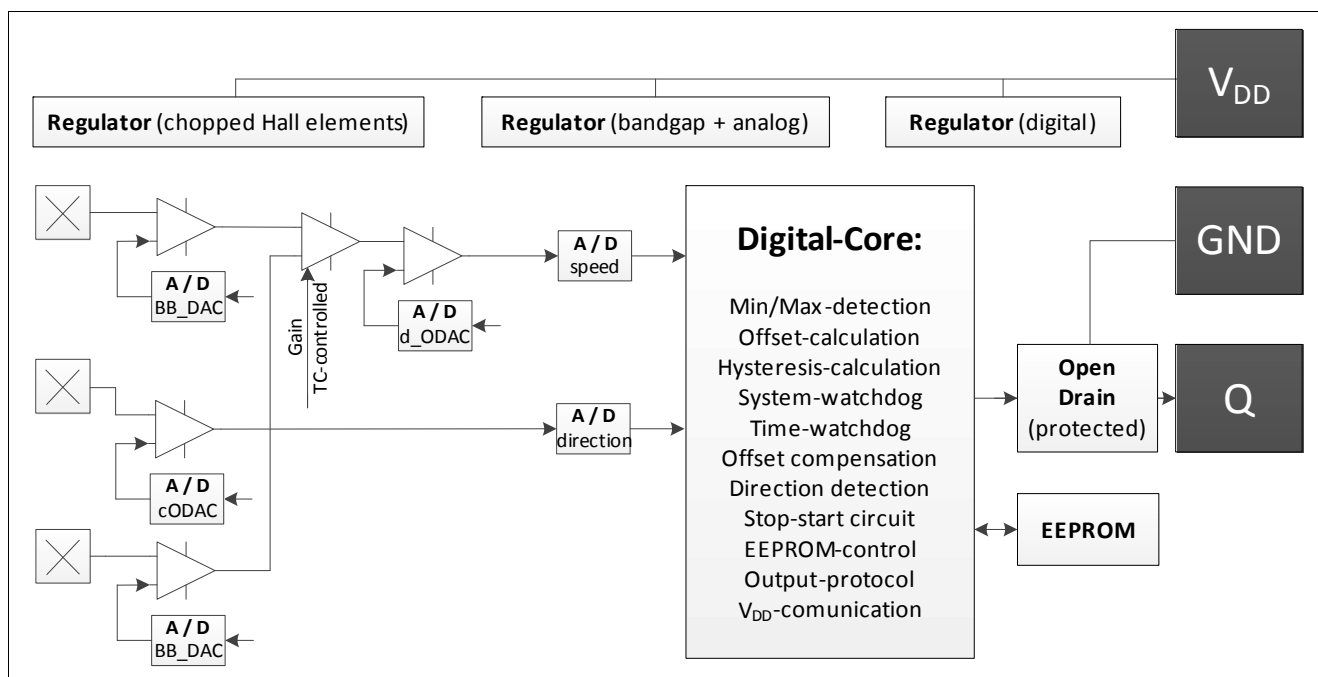 V_DD
Regulator (chopped Hall elements)
Regulator (bandgap + analog)
Regulator (digital)
GND
Digital-Core:
A / D
speed
A / D
BB_DAC
Gain
TC-controlled
A / D
d_ODAC
Min/Max-detection
Offset-calculation
Hysteresis-calculation
System-watchdog
Time-watchdog
Offset compensation
Direction detection
Stop-start circuit
EEPROM-control
Output-protocol
V_DD-comunication
Open
Drain
(protected)
Q
A / D
direction
A / D
cODAC
EEPROM
A / D
BB_DAC